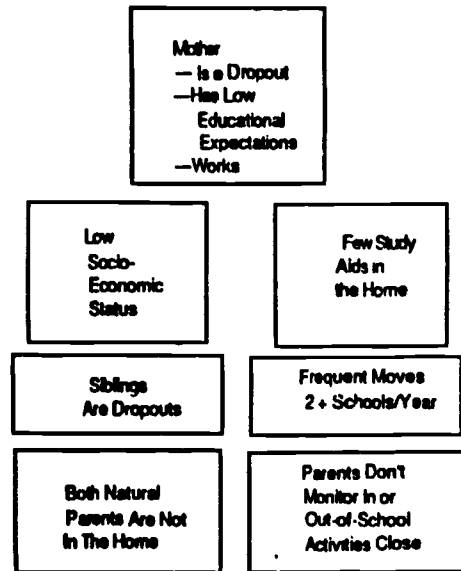 Mother
— Is a Dropout
—Has Low
Educational
Expectations
—Works
Low
Socio-
Economic
Status
Few Study
Aids in
the Home
Siblings
Are Dropouts
Frequent Moves
2 + Schools/Year
Both Natural
Parents Are Not
In The Home
Parents Don't
Monitor In or
Out-of-School
Activities Close